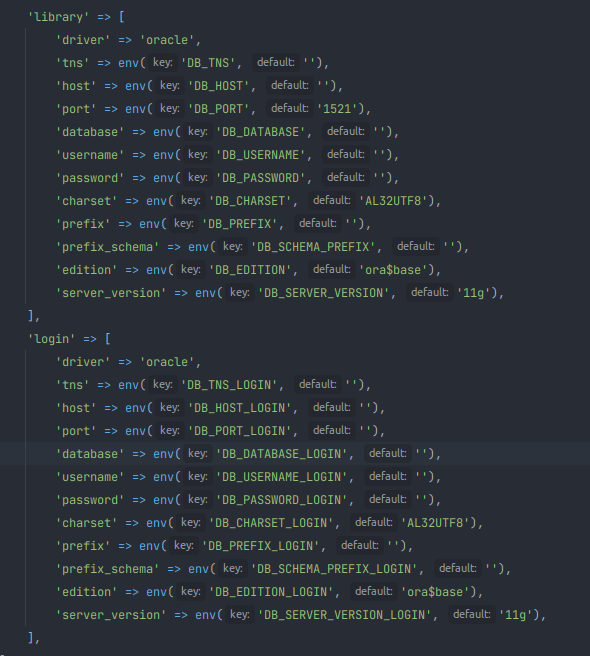 'library' => [
'driver' => 'oracle',
'tns' => env( key: 'DB_TNS', default: ''),
'host' => env( key: 'DB_HOST', default: ''),
'port' => env( key: 'DB_PORT', default: '1521'),
'database' => env( key: 'DB_DATABASE', default: ''),
'username' => env( key: 'DB_USERNAME', default: ''),
'password' => env( key: 'DB_PASSWORD', default: ''),
'charset' => env( key: 'DB_CHARSET', default: 'AL32UTF8'),
'prefix' => env( key: 'DB_PREFIX', default: ''),
'prefix_schema' => env( key: 'DB_SCHEMA_PREFIX', default: ''),
'edition' => env( key: 'DB_EDITION', default: 'ora$base'),
'server_version' => env( key: 'DB_SERVER_VERSION', default: '11g'),
],
'login' => [
'driver' => 'oracle',
'tns' => env( key: 'DB_TNS_LOGIN', default: ''),
'host' => env( key: 'DB_HOST_LOGIN', default: ''),
'port' => env( key: 'DB_PORT_LOGIN', default: ''),
'database' => env( key: 'DB_DATABASE_LOGIN', default: ''),
'username' => env( key: 'DB_USERNAME_LOGIN', default: ''),
'password' => env( key: 'DB_PASSWORD_LOGIN', default: ''),
'charset' => env( key: 'DB_CHARSET_LOGIN', default: 'AL32UTF8'),
'prefix' => env( key: 'DB_PREFIX_LOGIN', default: ''),
'prefix_schema' => env( key: 'DB_SCHEMA_PREFIX_LOGIN', default: ''),
'edition' => env( key: 'DB_EDITION_LOGIN', default: 'ora$base'),
'server_version' => env( key: 'DB_SERVER_VERSION_LOGIN', default: '11g'),
],